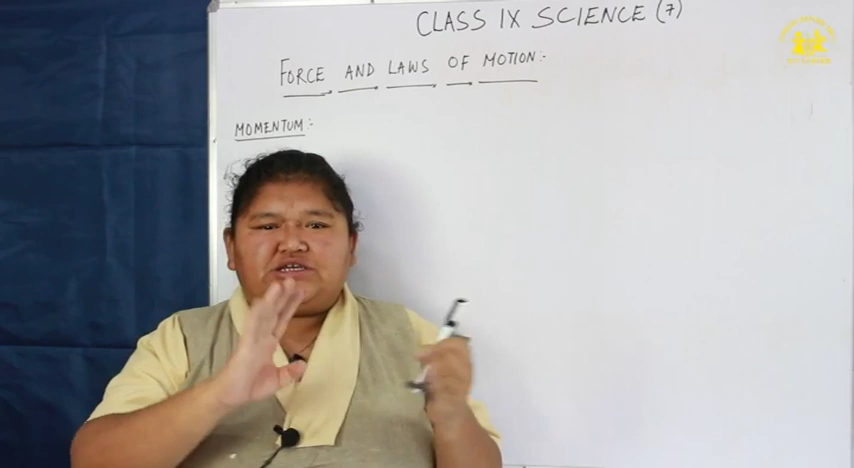 CLASS IX SCIENCE (7)
FORCE AND LAWS OF MOTION:-
MOMENTUM:-